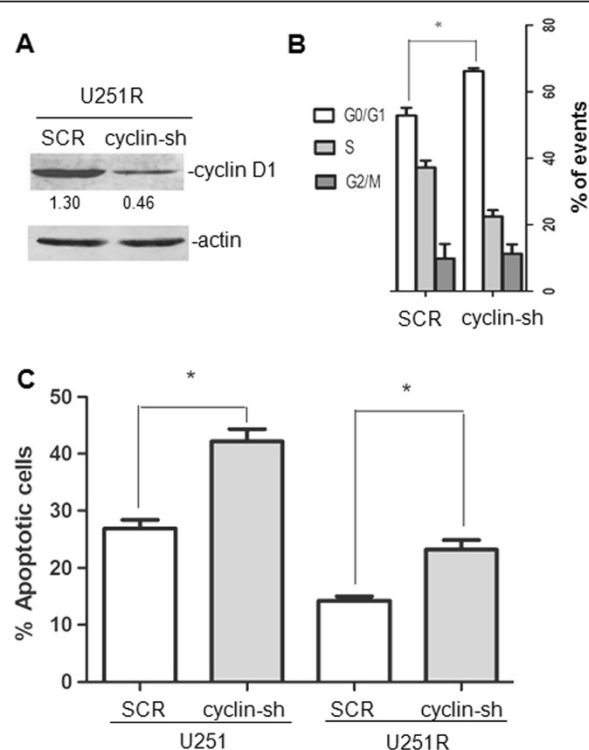 A
U251R
SCR cyclin-sh
-cyclin D1
1.30 0.46
-actin
B
*
G0/G1
S
G2/M
80
60
40
20
0
% of events
SCR cyclin-sh
C
* *
50
40
30
20
10
0
% Apoptotic cells
SCR cyclin-sh SCR cyclin-sh
U251 U251R